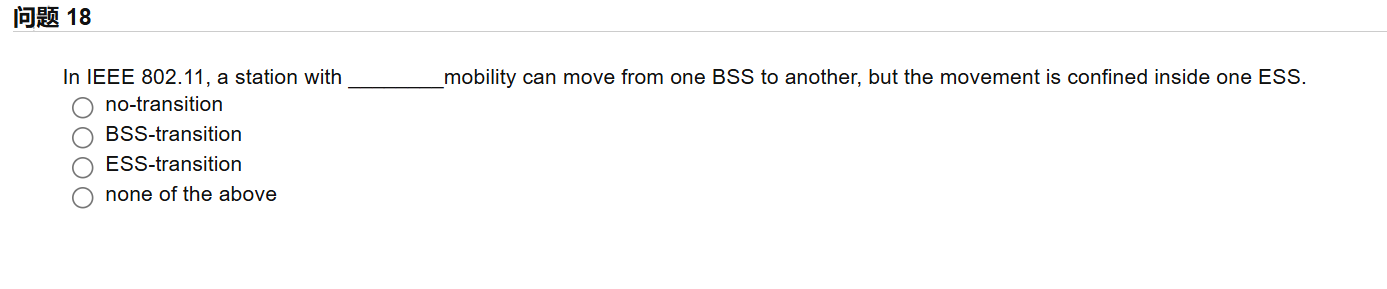 问题 18
In IEEE 802.11, a station with _________mobility can move from one BSS to another, but the movement is confined inside one ESS.
no-transition
BSS-transition
ESS-transition
none of the above